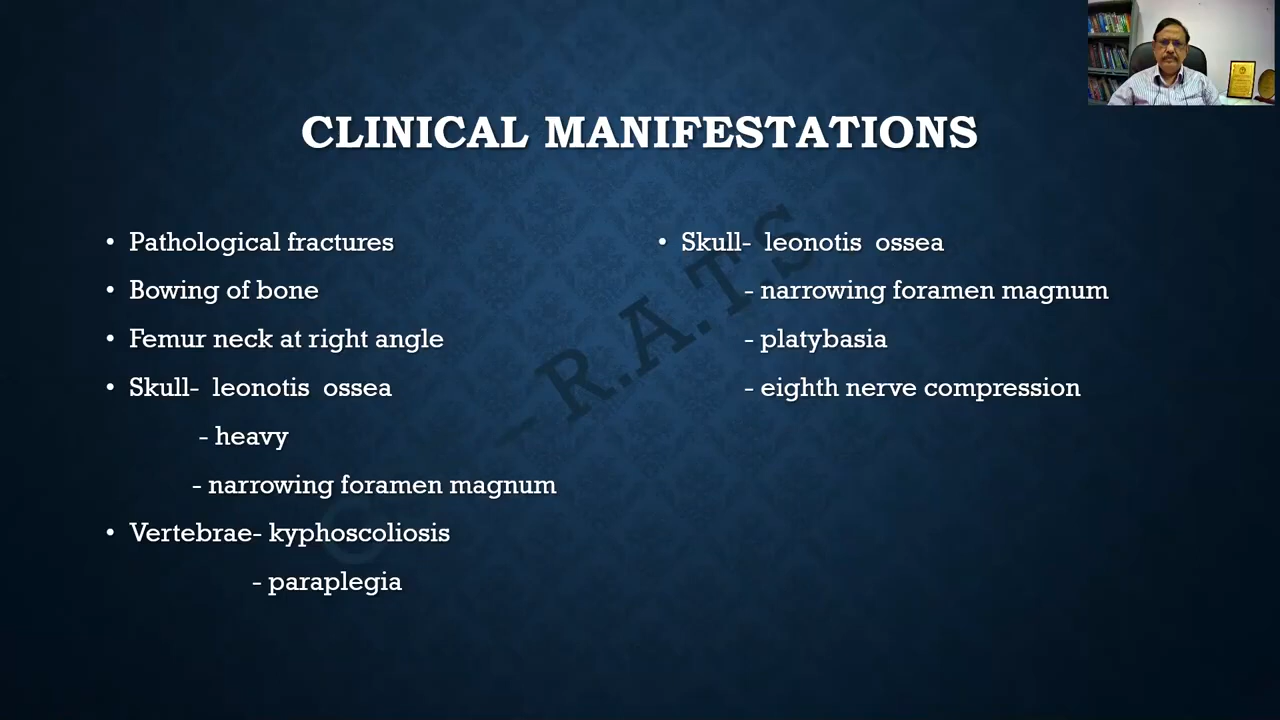 CLINICAL MANIFESTATIONS
• Pathological fractures
• Bowing of bone
• Femur neck at right angle
• Skull- leonotis ossea
- heavy
- narrowing foramen magnum
• Vertebrae- kyphoscoliosis
- paraplegia
• Skull- leonotis ossea
- narrowing foramen magnum
- platybasia
- eighth nerve compression
© - R.A.T.S